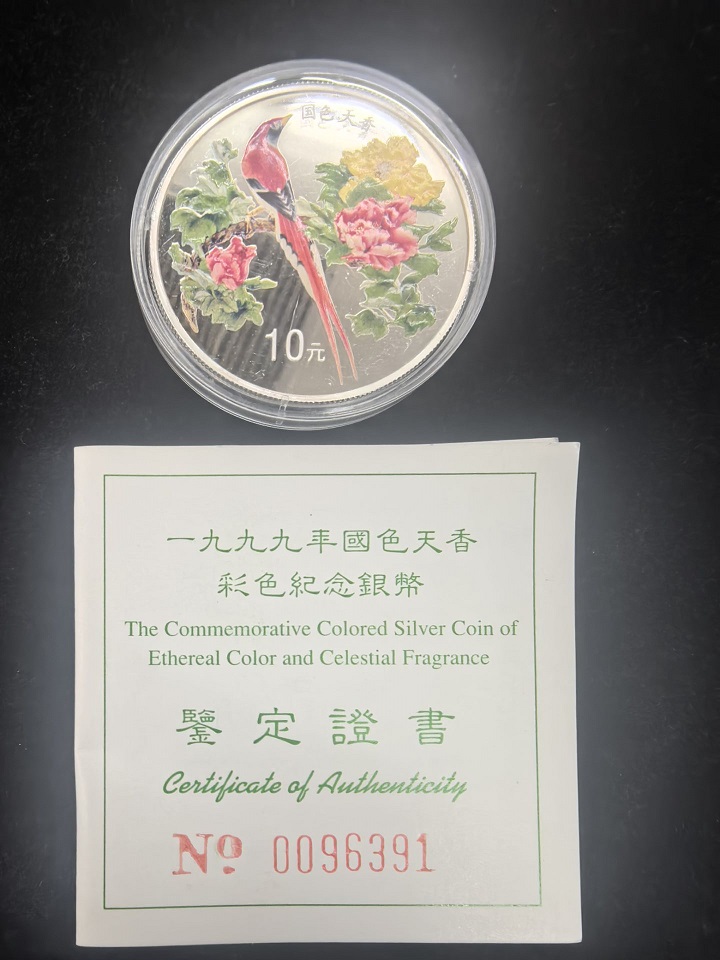 国色天香
10元
一九九九年國色天香
彩色紀念銀幣
The Commemorative Colored Silver Coin of
Ethereal Color and Celestial Fragrance
鑒定證書
Certificate of Authenticity
Nº 0096391